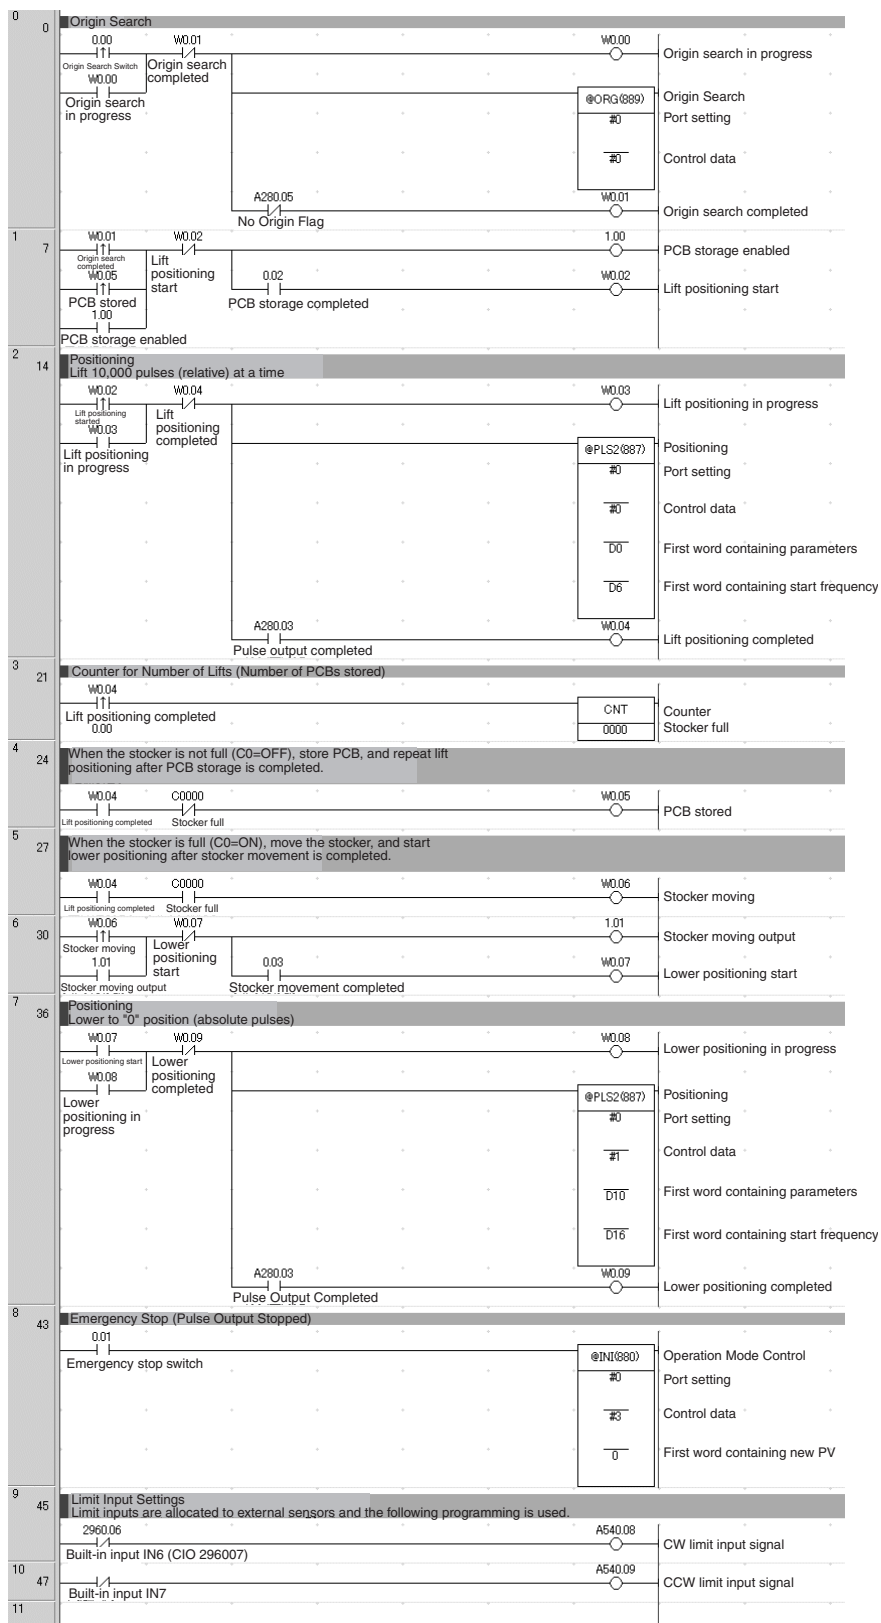 0
0
Origin Search
0.00
W0.01
W0.00
Origin search in progress
Origin Search Switch
Origin search
completed
W0.00
Origin search
in progress
@ORG(889)
Origin Search
#0
Port setting
#0
Control data
A280.05
W0.01
No Origin Flag
Origin search completed
1
7
W0.01
W0.02
1.00
PCB storage enabled
Origin search
completed
Lift
positioning
start
W0.05
0.02
W0.02
PCB stored
PCB storage completed
Lift positioning start
1.00
PCB storage enabled
2
14
Positioning
Lift 10,000 pulses (relative) at a time
W0.02
W0.04
W0.03
Lift positioning in progress
Lift positioning
started
Lift
positioning
completed
W0.03
Lift positioning
in progress
@PLS2(887)
Positioning
#0
Port setting
#0
Control data
D0
First word containing parameters
D6
First word containing start frequency
A280.03
W0.04
Pulse output completed
Lift positioning completed
3
21
Counter for Number of Lifts (Number of PCBs stored)
W0.04
Lift positioning completed
CNT
Counter
0.00
0000
Stocker full
4
24
When the stocker is not full (C0=OFF), store PCB, and repeat lift
positioning after PCB storage is completed.
W0.04
C0000
W0.05
PCB stored
Lift positioning completed
Stocker full
5
27
When the stocker is full (C0=ON), move the stocker, and start
lower positioning after stocker movement is completed.
W0.04
C0000
W0.06
Stocker moving
Lift positioning completed
Stocker full
6
30
W0.06
W0.07
1.01
Stocker moving output
Stocker moving
Lower
positioning
start
1.01
0.03
W0.07
Stocker moving output
Stocker movement completed
Lower positioning start
7
36
Positioning
Lower to "0" position (absolute pulses)
W0.07
W0.09
W0.08
Lower positioning in progress
Lower positioning start
Lower
positioning
completed
W0.08
Lower
positioning in
progress
@PLS2(887)
Positioning
#0
Port setting
#1
Control data
D10
First word containing parameters
D16
First word containing start frequency
A280.03
W0.09
Pulse Output Completed
Lower positioning completed
8
43
Emergency Stop (Pulse Output Stopped)
0.01
Emergency stop switch
@INI(880)
Operation Mode Control
#0
Port setting
#3
Control data
0
First word containing new PV
9
45
Limit Input Settings
Limit inputs are allocated to external sensors and the following programming is used.
2960.06
A540.08
CW limit input signal
Built-in input IN6 (CIO 296007)
10
47
A540.09
CCW limit input signal
Built-in input IN7
11